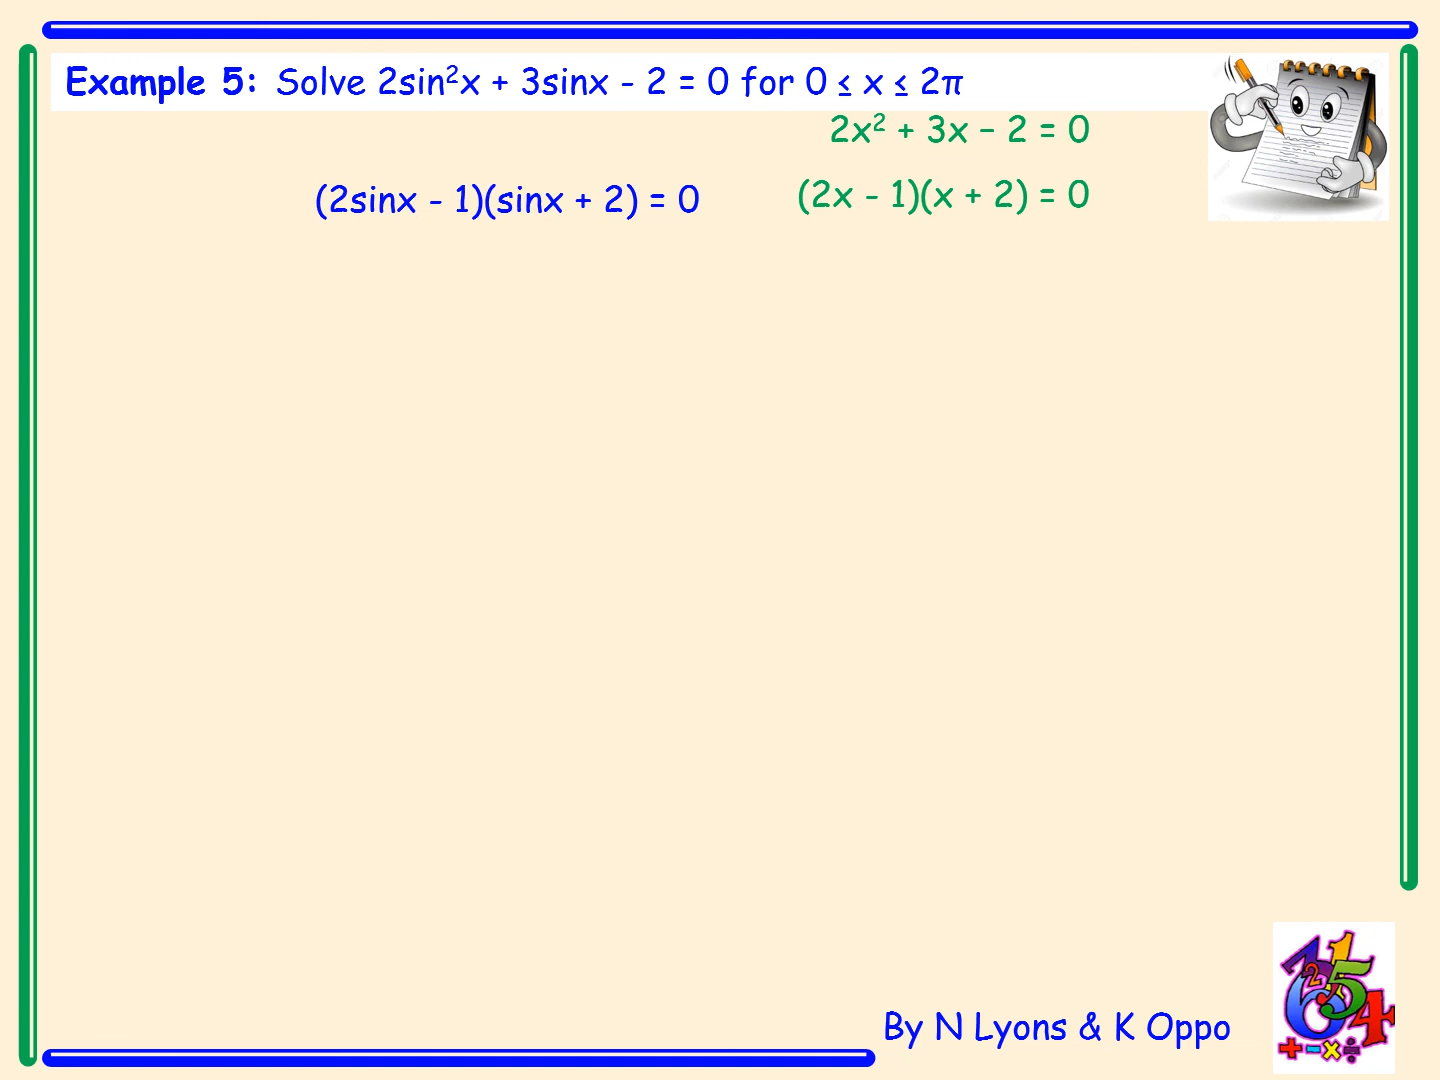 Example 5: Solve 2sin²x + 3sinx - 2 = 0 for 0 ≤ x ≤ 2π
2x² + 3x – 2 = 0
(2sinx - 1)(sinx + 2) = 0
(2x - 1)(x + 2) = 0
By N Lyons & K Oppo